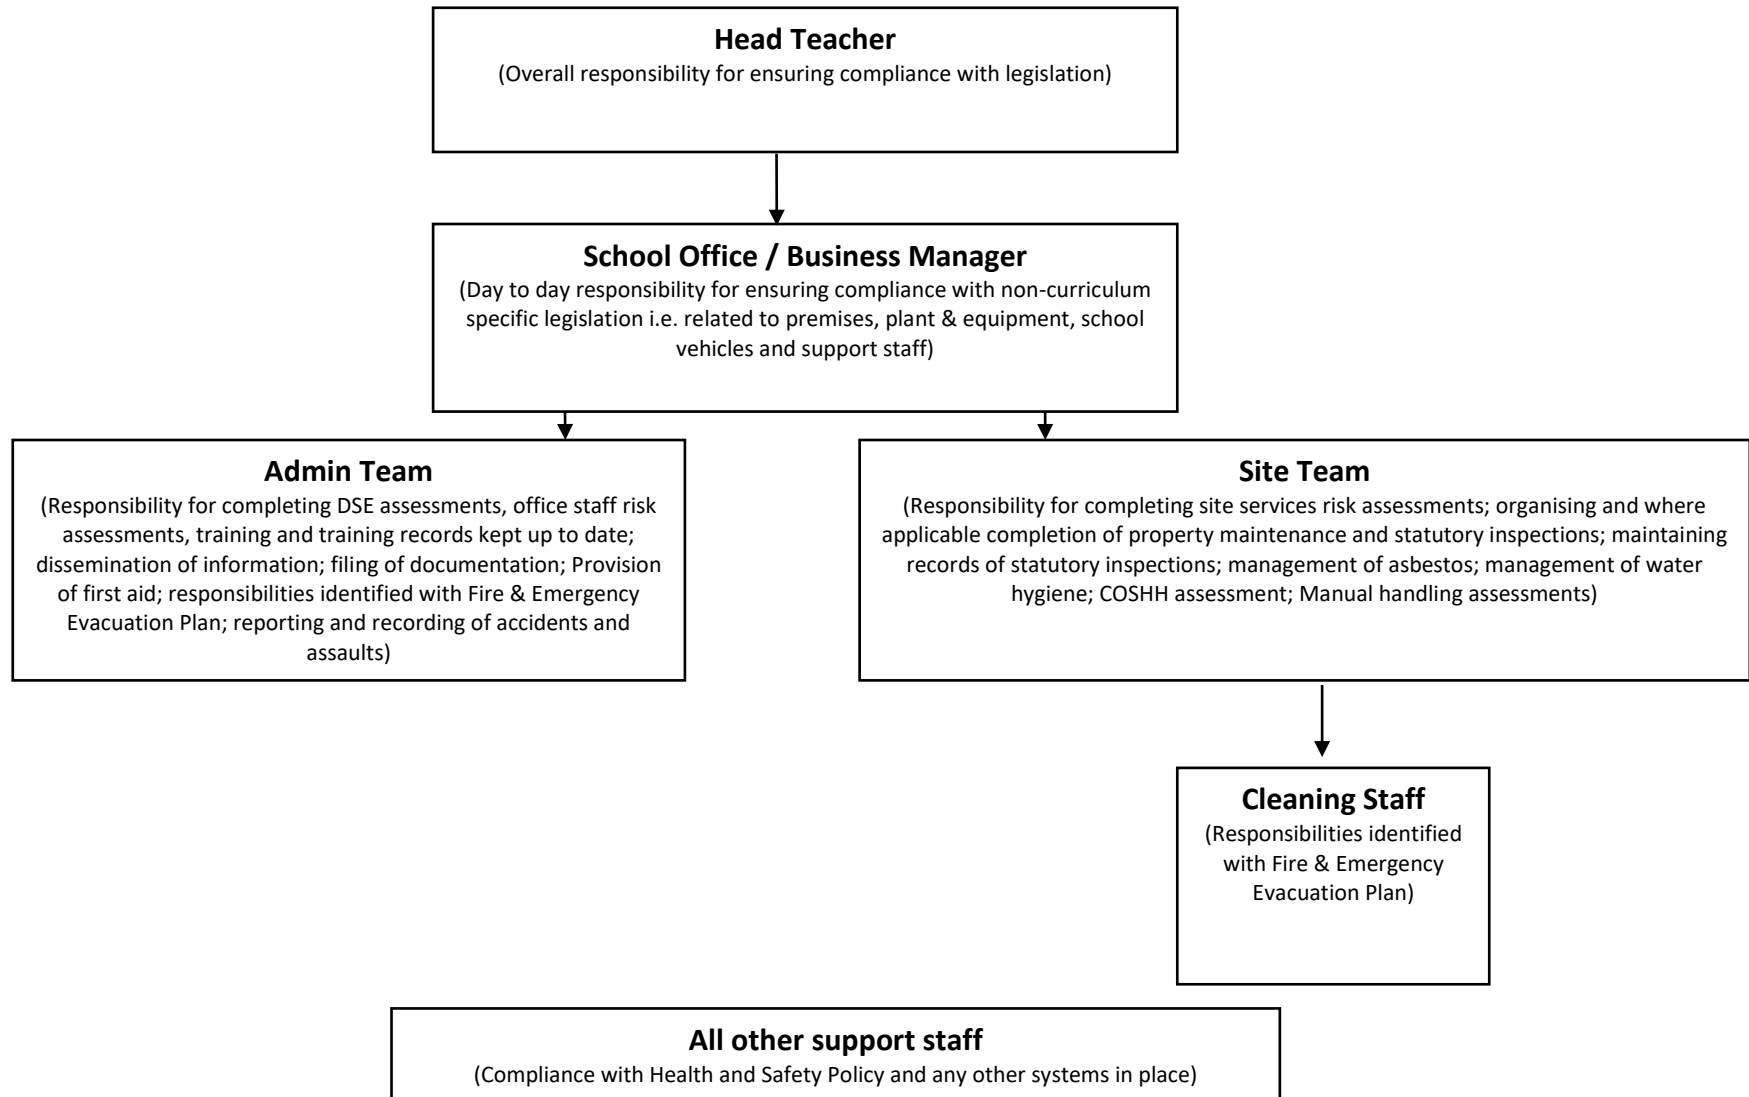 Head Teacher
(Overall responsibility for ensuring compliance with legislation)
School Office / Business Manager
(Day to day responsibility for ensuring compliance with non-curriculum
specific legislation i.e. related to premises, plant & equipment, school
vehicles and support staff)
Admin Team
(Responsibility for completing DSE assessments, office staff risk
assessments, training and training records kept up to date;
dissemination of information; filing of documentation; Provision
of first aid; responsibilities identified with Fire & Emergency
Evacuation Plan; reporting and recording of accidents and
assaults)
Site Team
(Responsibility for completing site services risk assessments; organising and where
applicable completion of property maintenance and statutory inspections; maintaining
records of statutory inspections; management of asbestos; management of water
hygiene; COSHH assessment; Manual handling assessments)
Cleaning Staff
(Responsibilities identified
with Fire & Emergency
Evacuation Plan)
All other support staff
(Compliance with Health and Safety Policy and any other systems in place)